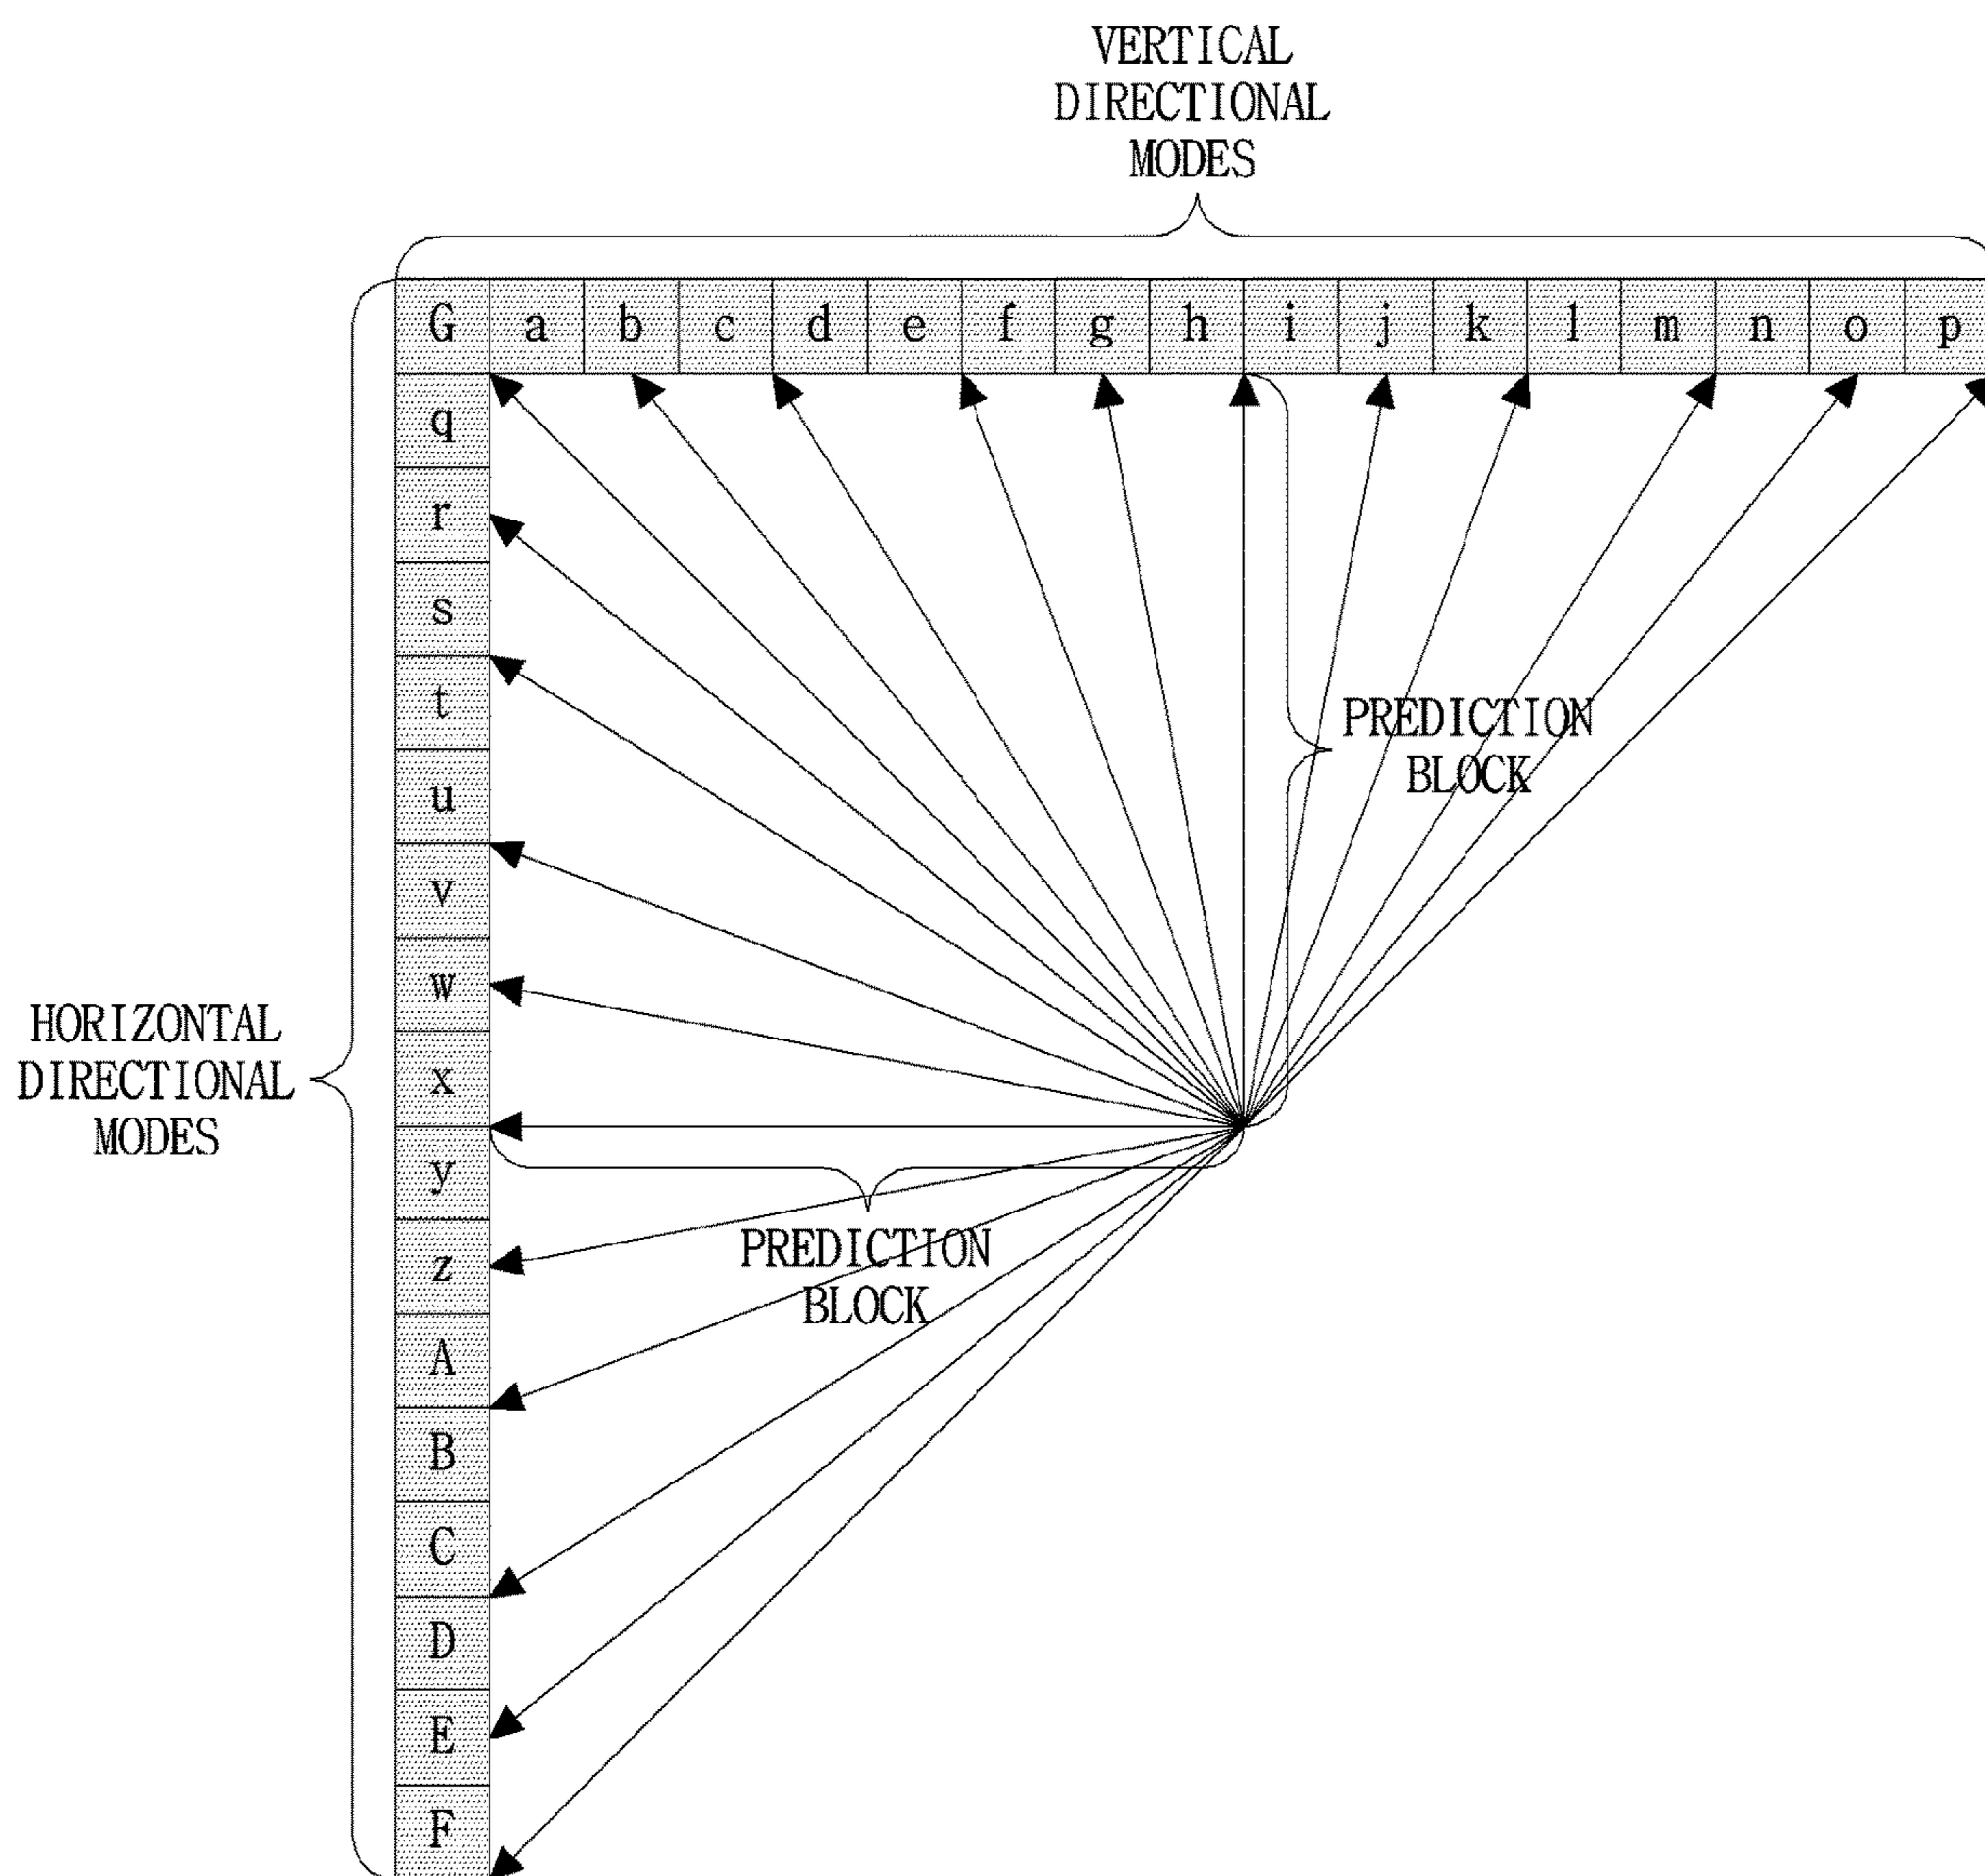 VERTICAL
DIRECTIONAL
MODES
G a b c d e f g h i j k l m n o p
q
r
s
t
u
v
w
x
y
z
A
B
C
D
E
F
PREDICTION
BLOCK
HORIZONTAL
DIRECTIONAL
MODES
PREDICTION
BLOCK